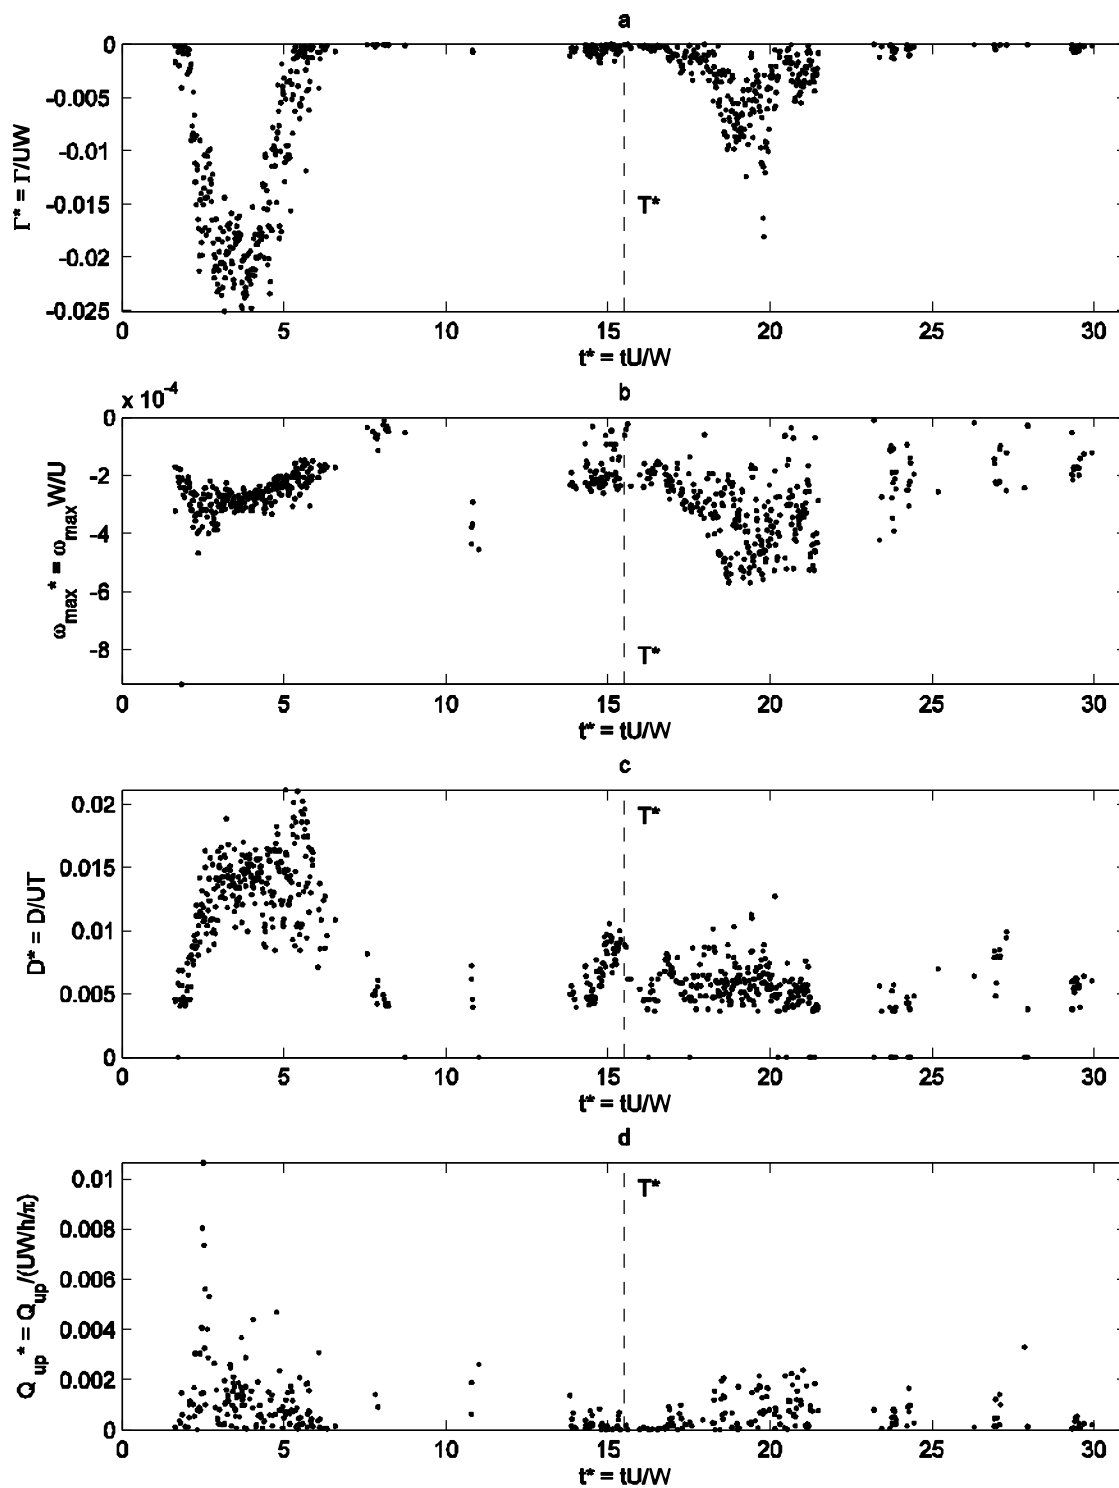 a
0
-0.005
-0.01
-0.015
-0.02
-0.025
Γ* = Γ/UW
T*
0 5 10 15 20 25 30
t* = tU/W
b
x 10^-4
0
-2
-4
-6
-8
ω_max* = ω_max W/U
T*
0 5 10 15 20 25 30
t* = tU/W
c
0.02
0.015
0.01
0.005
0
D* = D/UT
T*
0 5 10 15 20 25 30
t* = tU/W
d
0.01
0.008
0.006
0.004
0.002
0
Q_up* = Q_up/(UWh/π)
T*
0 5 10 15 20 25 30
t* = tU/W